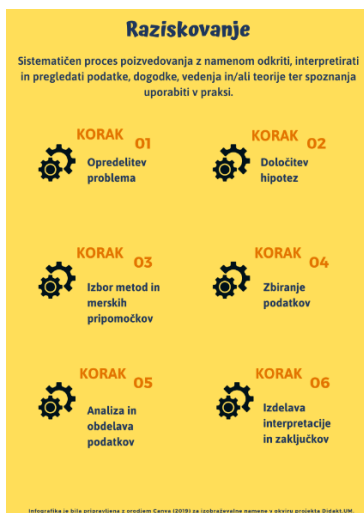 Raziskovanje
Sistematičen proces poizvedovanja z namenom odkriti, interpretirati
in pregledati podatke, dogodke, vedenja in/ali teorije ter spoznanja
uporabiti v praksi.
KORAK 01
Opredelitev
problema
KORAK 02
Določitev
hipotez
KORAK 03
Izbor metod in
merskih
pripomočkov
KORAK 04
Zbiranje
podatkov
KORAK 05
Analiza in
obdelava
podatkov
KORAK 06
Izdelava
interpretacije
in zaključkov
Infografika je bila pripravljena z orodjem Canva (2019) za izobraževalne namene v okviru projekta Didakt.UM.